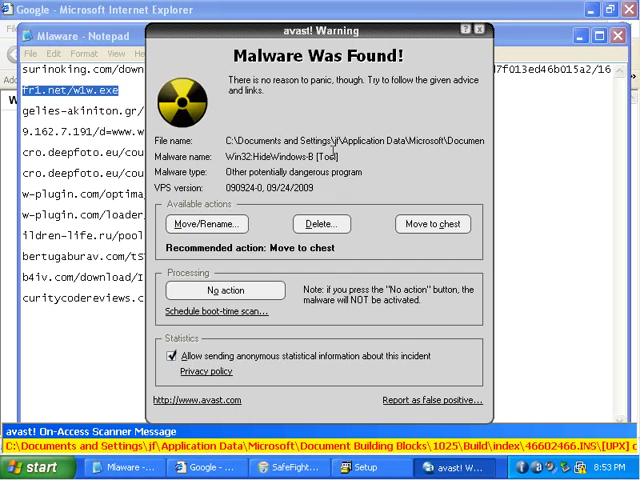 Google - Microsoft Internet Explorer
Mlaware - Notepad
File Edit Format View
surinoking.com/down
d7f013ed46b015a2/16
fr1.net/w1w.exe
gelies-akiniton.gr/
9.162.7.191/d=www.w
cro.deepfoto.eu/cou
cro.deepfoto.eu/cou
w-plugin.com/optima
w-plugin.com/loader
ildren-life.ru/pool
bertugaburav.com/tS
b4iv.com/download/I
curitycodereviews.c
avast! Warning
Malware Was Found!
There is no reason to panic, though. Try to follow the given advice
and links.
File name: C:\Documents and Settings\jf\Application Data\Microsoft\Documen
Malware name: Win32:HideWindows-B [Tool]
Malware type: Other potentially dangerous program
VPS version: 090924-0, 09/24/2009
Available actions
Move/Rename... Delete... Move to chest
Recommended action: Move to chest
Processing
No action
Note: if you press the "No action" button, the
malware will NOT be activated.
Schedule boot-time scan...
Statistics
Allow sending anonymous statistical information about this incident
Privacy policy
http://www.avast.com Report as false positive...
avast! On-Access Scanner Message
C:\Documents and Settings\jf\Application Data\Microsoft\Document Building Blocks\1025\Build\index\46602466.INS\[UPX] c
start Mlaware -... Google -... SafeFight... Setup avast! W... 8:53 PM